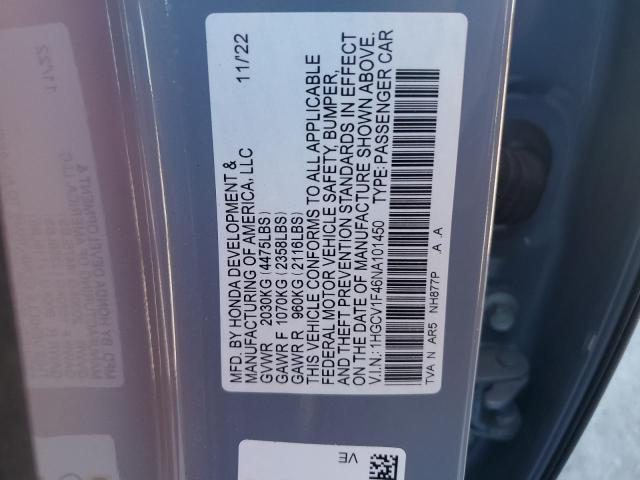 MFD. BY HONDA DEVELOPMENT & 11/22
MANUFACTURING OF AMERICA, LLC
GVWR 2030KG(4475LBS)
GAWR F 1070KG(2358LBS)
GAWR R 960KG(2116LBS)
THIS VEHICLE CONFORMS TO ALL APPLICABLE
FEDERAL MOTOR VEHICLE SAFETY, BUMPER,
AND THEFT PREVENTION STANDARDS IN EFFECT
ON THE DATE OF MANUFACTURE SHOWN ABOVE.
V.I.N.: 1HGCV1F46NA101450 TYPE:PASSENGER CAR
TVA N AR5 NH877P .A .A
VE